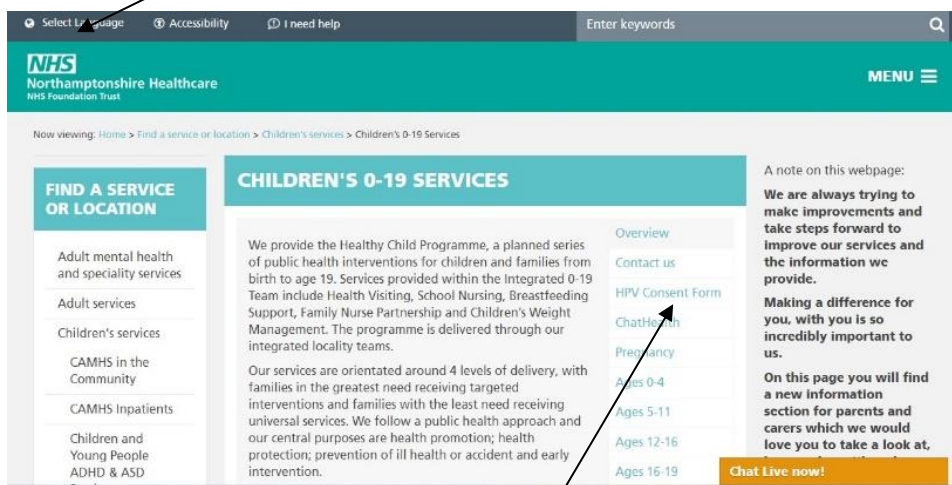 Select Language
Accessibility
I need help
Enter keywords
NHS
Northamptonshire Healthcare
NHS Foundation Trust
MENU
Now viewing: Home > Find a service or location > Children's services > Children's 0-19 Services
FIND A SERVICE
OR LOCATION
Adult mental health
and speciality services
Adult services
Children's services
CAMHS in the
Community
CAMHS Inpatients
Children and
Young People
ADHD & ASD
CHILDREN'S 0-19 SERVICES
We provide the Healthy Child Programme, a planned series
of public health interventions for children and families from
birth to age 19. Services provided within the Integrated 0-19
Team include Health Visiting, School Nursing, Breastfeeding
Support, Family Nurse Partnership and Children's Weight
Management. The programme is delivered through our
integrated locality teams.
Our services are orientated around 4 levels of delivery, with
families in the greatest need receiving targeted
interventions and families with the least need receiving
universal services. We follow a public health approach and
our central purposes are health promotion; health
protection; prevention of ill health or accident and early
intervention.
Overview
Contact us
HPV Consent Form
ChatHealth
Pregnancy
Ages 0-4
Ages 5-11
Ages 12-16
Ages 16-19
A note on this webpage:
We are always trying to
make improvements and
take steps forward to
improve our services and
the information we
provide.
Making a difference for
you, with you is so
incredibly important to
us.
On this page you will find
a new information
section for parents and
carers which we would
love you to take a look at,
Chat Live now!